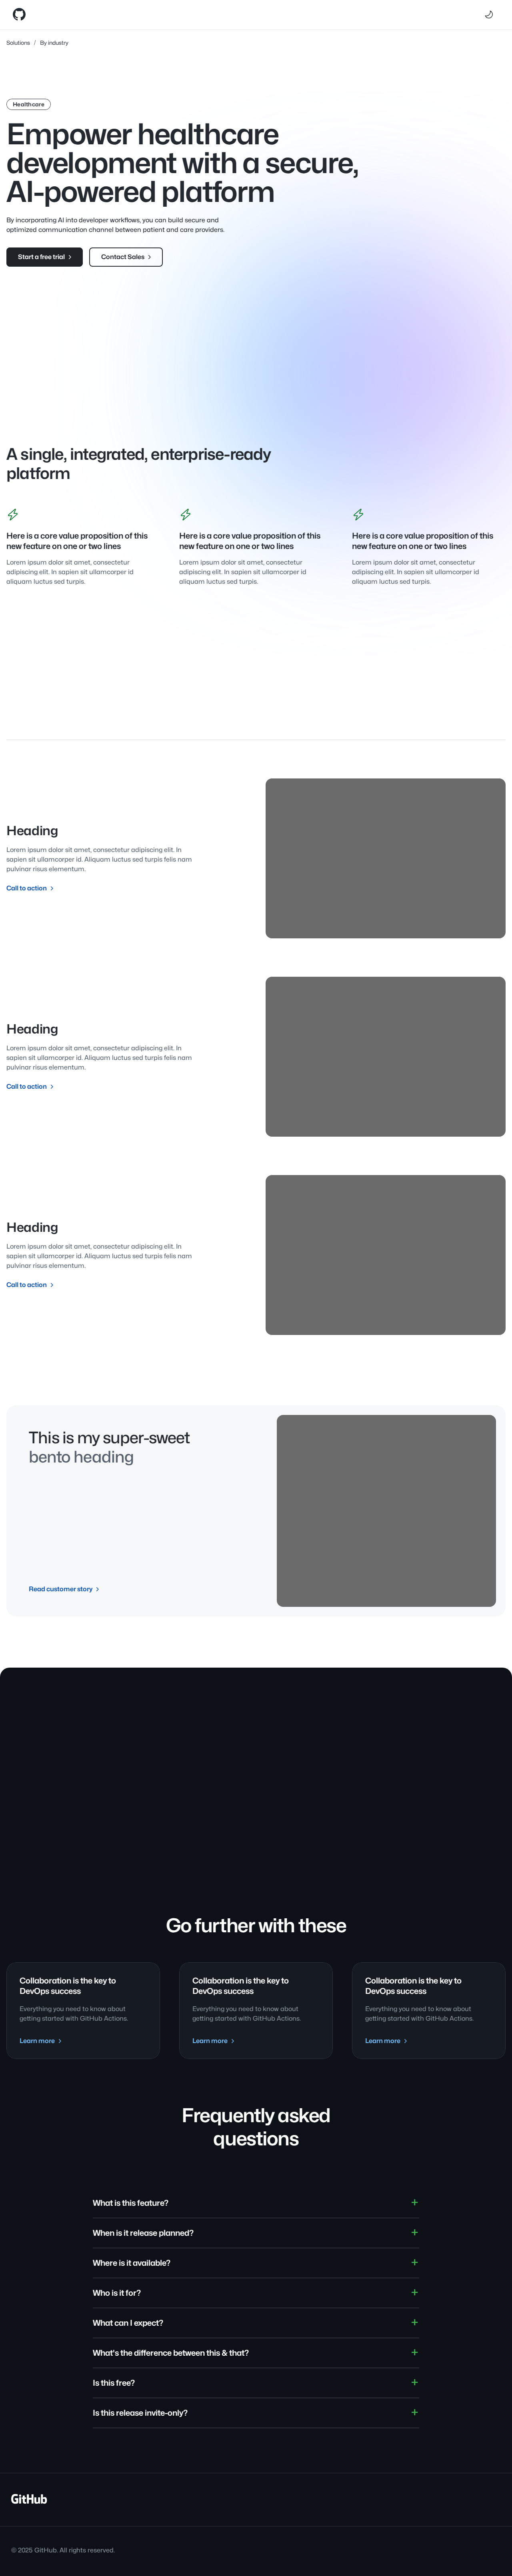 Solutions / By industry
Healthcare
Empower healthcare
development with a secure,
AI-powered platform
By incorporating AI into developer workflows, you can build secure and
optimized communication channel between patient and care providers.
Start a free trial
Contact Sales
A single, integrated, enterprise-ready
platform
Here is a core value proposition of this
new feature on one or two lines
Lorem ipsum dolor sit amet, consectetur
adipiscing elit. In sapien sit ullamcorper id
aliquam luctus sed turpis.
Here is a core value proposition of this
new feature on one or two lines
Lorem ipsum dolor sit amet, consectetur
adipiscing elit. In sapien sit ullamcorper id
aliquam luctus sed turpis.
Here is a core value proposition of this
new feature on one or two lines
Lorem ipsum dolor sit amet, consectetur
adipiscing elit. In sapien sit ullamcorper id
aliquam luctus sed turpis.
Heading
Lorem ipsum dolor sit amet, consectetur adipiscing elit. In
sapien sit ullamcorper id. Aliquam luctus sed turpis felis nam
pulvinar risus elementum.
Call to action
Heading
Lorem ipsum dolor sit amet, consectetur adipiscing elit. In
sapien sit ullamcorper id. Aliquam luctus sed turpis felis nam
pulvinar risus elementum.
Call to action
Heading
Lorem ipsum dolor sit amet, consectetur adipiscing elit. In
sapien sit ullamcorper id. Aliquam luctus sed turpis felis nam
pulvinar risus elementum.
Call to action
This is my super-sweet
bento heading
Read customer story
Go further with these
Collaboration is the key to
DevOps success
Everything you need to know about
getting started with GitHub Actions.
Learn more
Collaboration is the key to
DevOps success
Everything you need to know about
getting started with GitHub Actions.
Learn more
Collaboration is the key to
DevOps success
Everything you need to know about
getting started with GitHub Actions.
Learn more
Frequently asked
questions
What is this feature?
When is it release planned?
Where is it available?
Who is it for?
What can I expect?
What's the difference between this & that?
Is this free?
Is this release invite-only?
GitHub
© 2025 GitHub. All rights reserved.